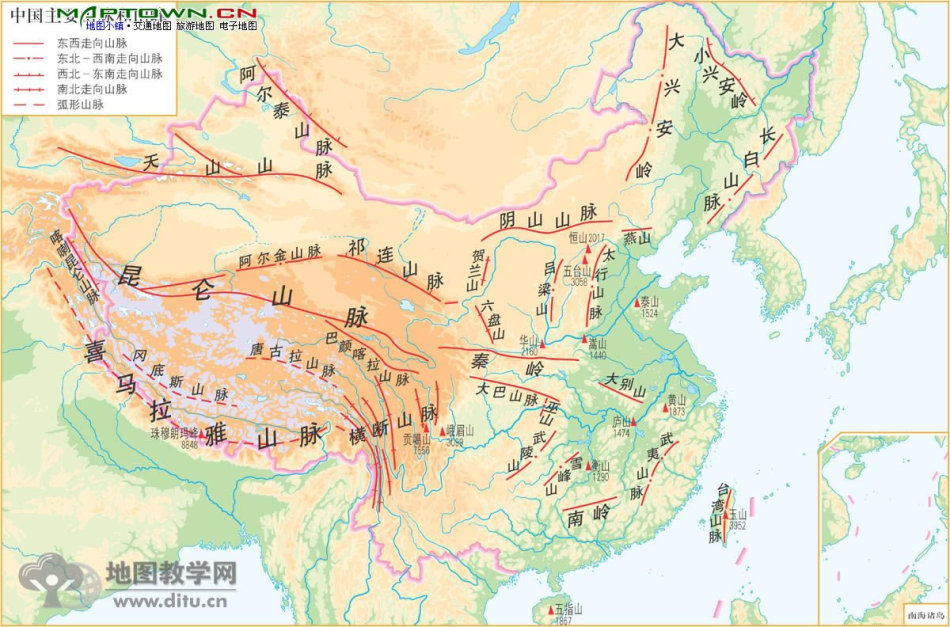 中国主要
MAPTOWN.CN
地图小镇·交通地图 旅游地图 电子地图
东西走向山脉
东北-西南走向山脉
西北-东南走向山脉
南北走向山脉
弧形山脉
大兴安岭
小兴安岭
长白山脉
阿尔泰山脉
天山山脉
阴山山脉
燕山
恒山2017
五台山
3058
太行山脉
吕梁山
贺兰山
六盘山
泰山
1524
华山
2160
嵩山
1440
喀喇昆仑山脉
昆仑山脉
阿尔金山脉
祁连山脉
巴颜喀拉山脉
唐古拉山脉
冈底斯山脉
喜马拉雅山脉
珠穆朗玛峰
8848
横断山脉
贡嘎山
7556
峨眉山
3099
秦岭
大巴山脉
巫山
大别山
黄山
1873
庐山
1474
武陵山
雪峰山
衡山
1290
武夷山脉
南岭
台湾山脉
玉山
3952
五指山
1867
南海诸岛
地图教学网
www.ditu.cn